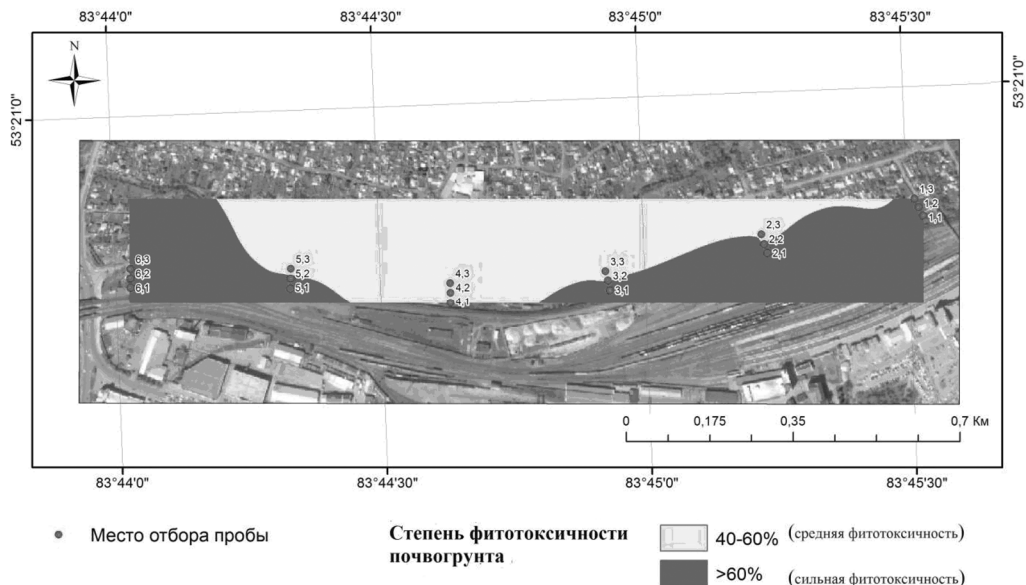 83°44'0" 83°44'30" 83°45'0" 83°45'30"
N
53°21'0"
53°21'0"
1,3
1,2
1,1
2,3
2,2
2,1
6,3
6,2
6,1
5,3
5,2
5,1
4,3
4,2
4,1
3,3
3,2
3,1
0 0,175 0,35 0,7 Км
83°44'0" 83°44'30" 83°45'0" 83°45'30"
Место отбора пробы
Степень фитотоксичности
почвогрунта
40-60% (средняя фитотоксичность)
>60% (сильная фитотоксичность)